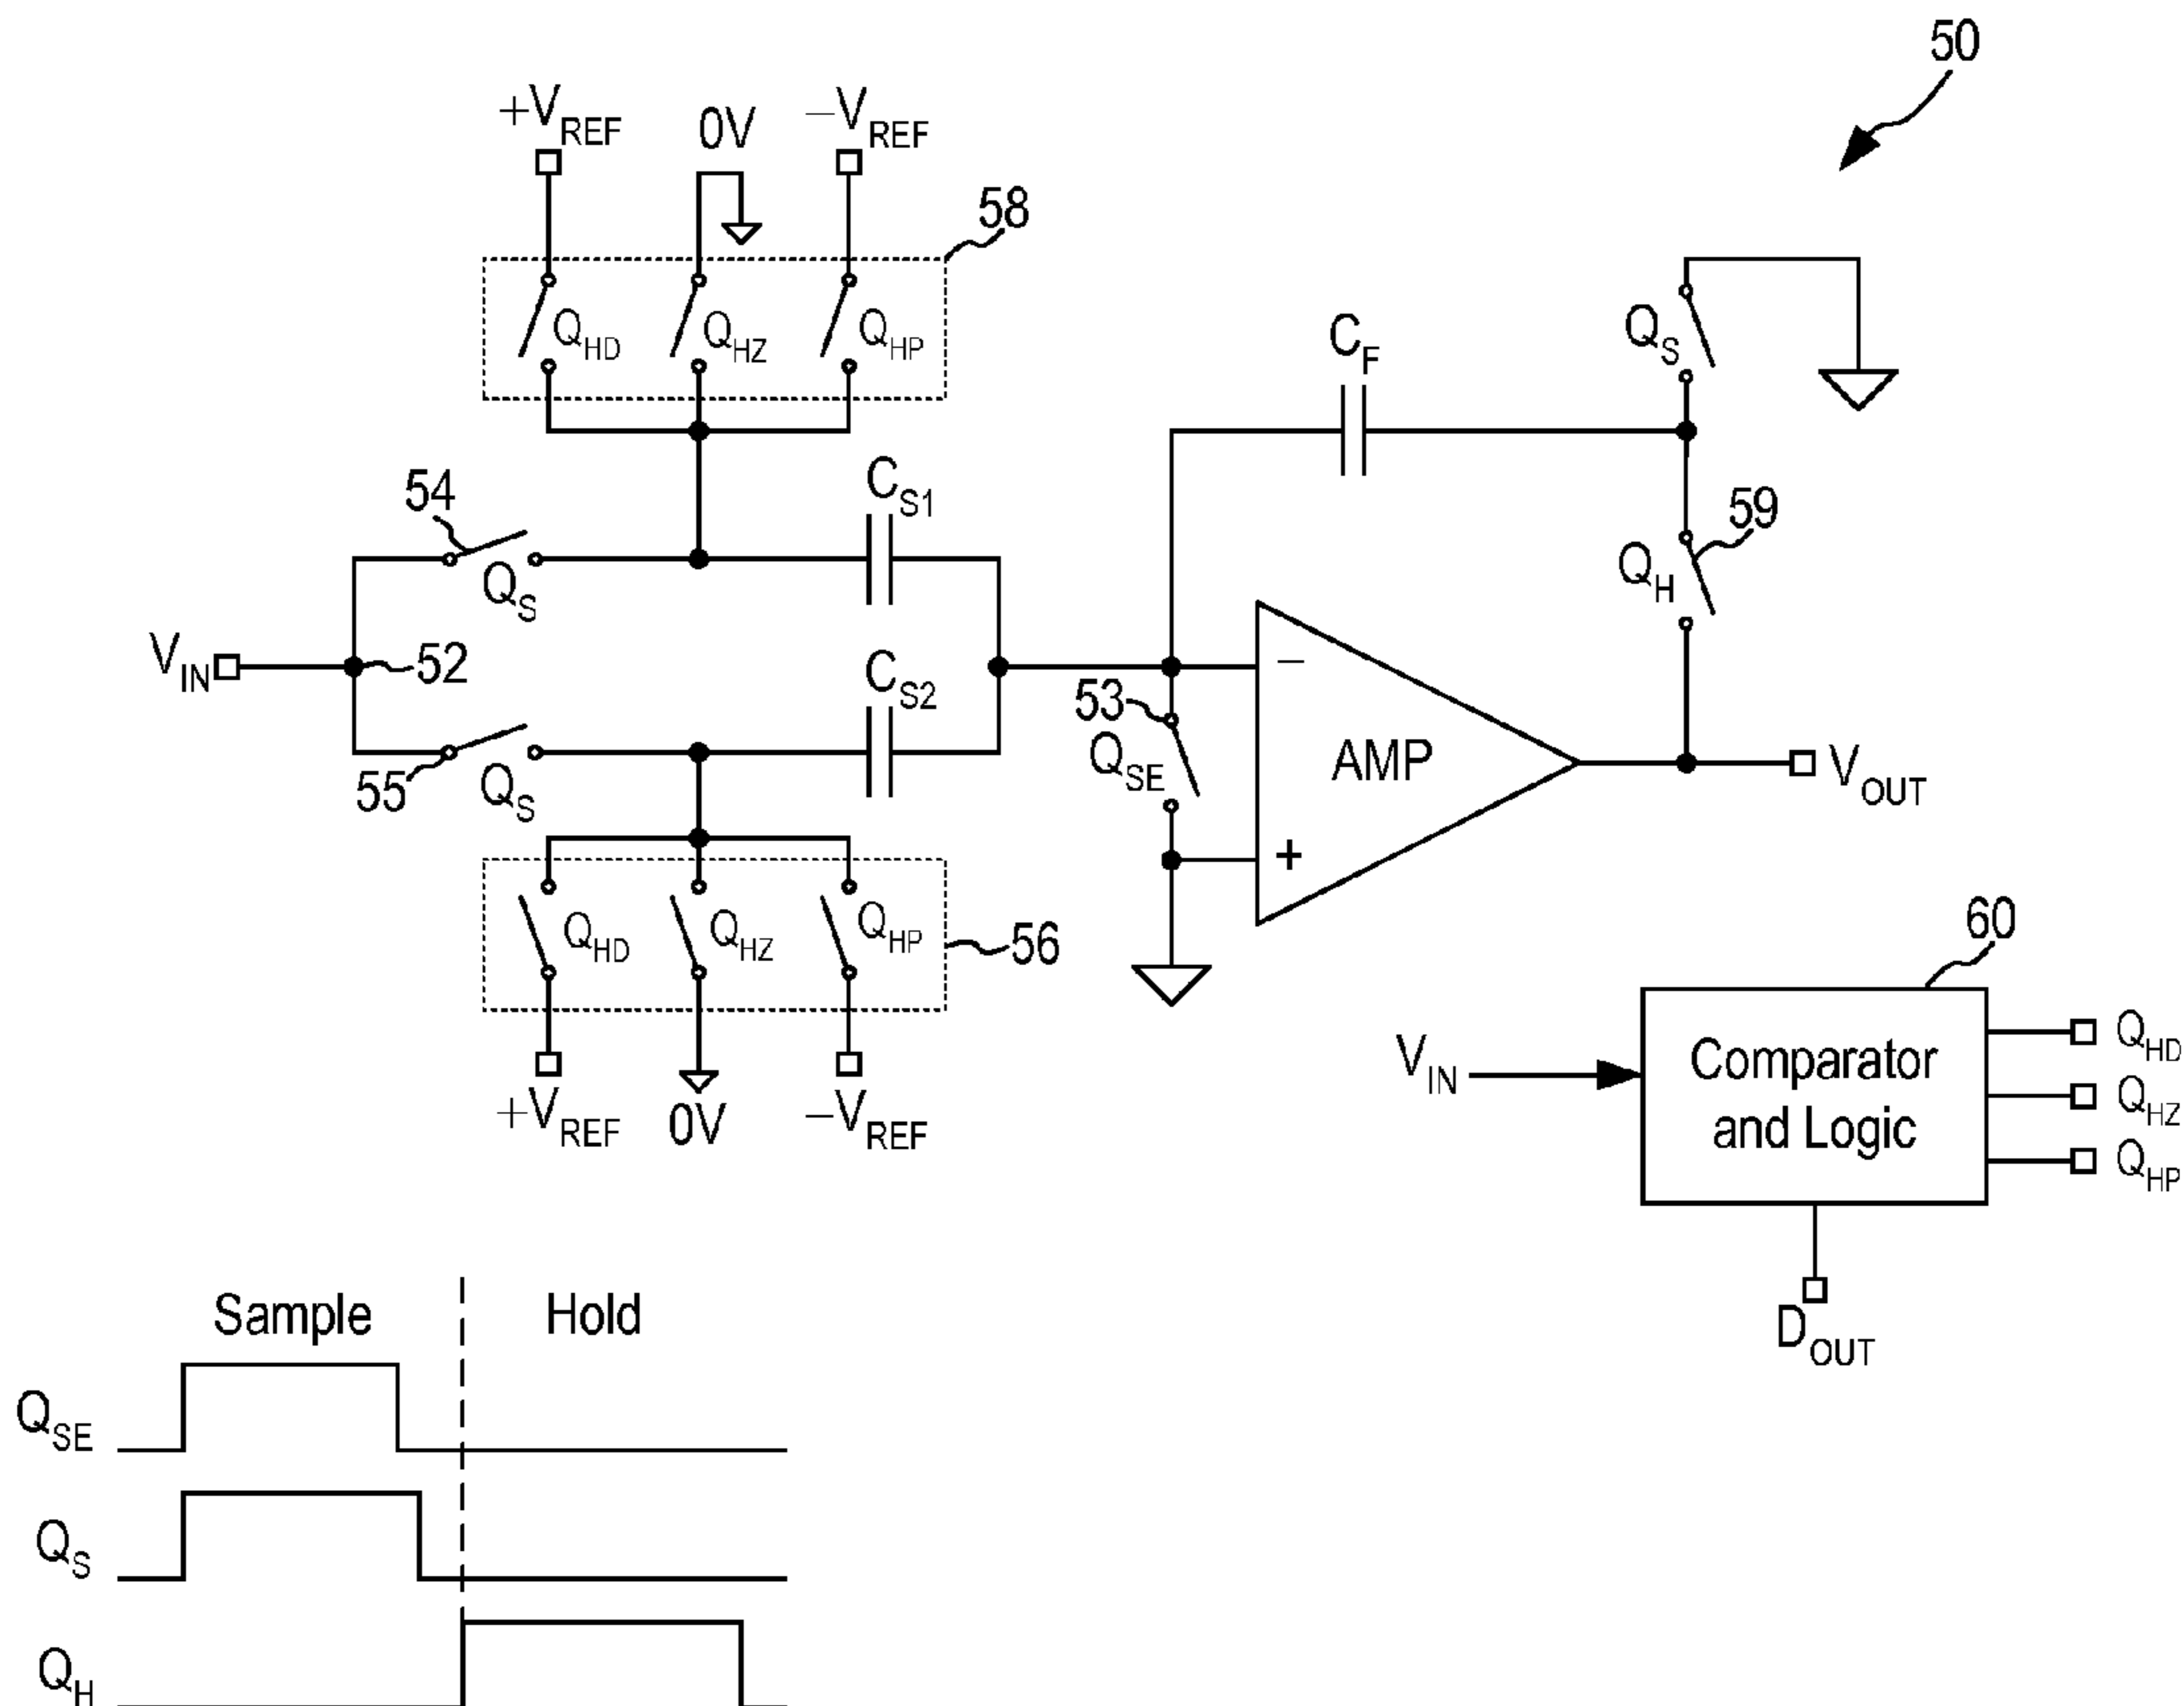 50
+VREF 0V −VREF
58
QHD QHZ QHP
QS
CF
54
CS1
59
QS
QH
VIN 52
CS2
53
QSE
AMP
−
+
VOUT
55
QS
QHD QHZ QHP
56
+VREF 0V −VREF
60
VIN
Comparator
and Logic
QHD
QHZ
QHP
DOUT
Sample Hold
QSE
QS
QH